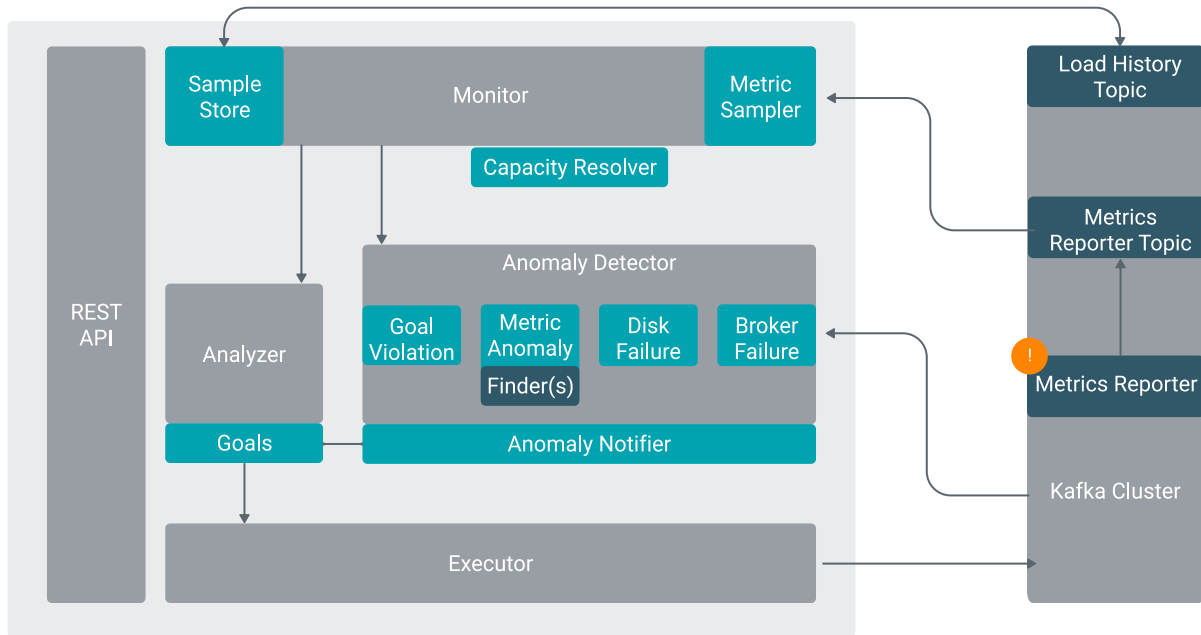 Sample
Store
Monitor
Metric
Sampler
Load History
Topic
Capacity Resolver
Metrics
Reporter Topic
Anomaly Detector
REST
API
Analyzer
Goal
Violation
Metric
Anomaly
Finder(s)
Disk
Failure
Broker
Failure
!
Metrics Reporter
Goals
Anomaly Notifier
Kafka Cluster
Executor